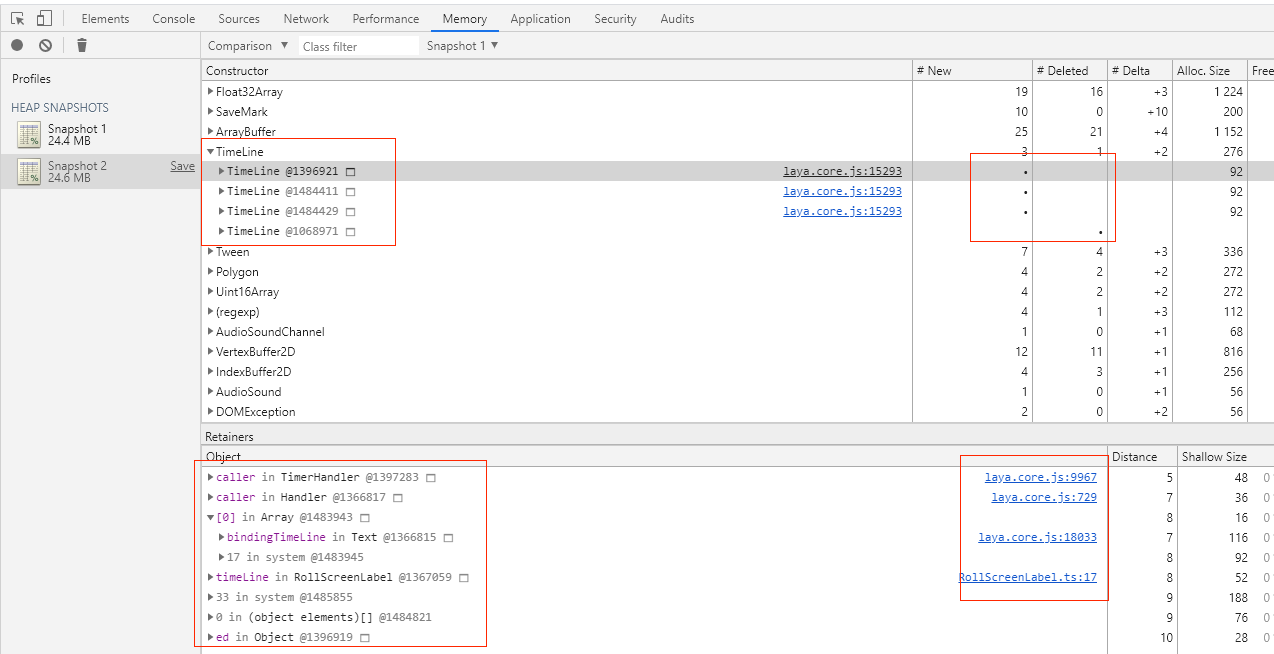 Elements Console Sources Network Performance Memory Application Security Audits
Comparison ▼ Class filter Snapshot 1 ▼
Profiles
HEAP SNAPSHOTS
Snapshot 1
24.4 MB
Snapshot 2 Save
24.6 MB
Constructor # New # Deleted # Delta Alloc. Size Free
Float32Array 19 16 +3 1 224
SaveMark 10 0 +10 200
ArrayBuffer 25 21 +4 1 152
TimeLine 3 1 +2 276
TimeLine @1396921 laya.core.js:15293 • 92
TimeLine @1484411 laya.core.js:15293 • 92
TimeLine @1484429 laya.core.js:15293 • 92
TimeLine @1068971 •
Tween 7 4 +3 336
Polygon 4 2 +2 272
Uint16Array 4 2 +2 272
(regexp) 4 1 +3 112
AudioSoundChannel 1 0 +1 68
VertexBuffer2D 12 11 +1 816
IndexBuffer2D 4 3 +1 256
AudioSound 1 0 +1 56
DOMException 2 0 +2 56
Retainers
Object Distance Shallow Size
caller in TimerHandler @1397283 laya.core.js:9967 5 48 0
caller in Handler @1366817 laya.core.js:729 7 36 0
[0] in Array @1483943 8 16 0
bindingTimeLine in Text @1366815 laya.core.js:18033 7 116 0
17 in system @1483945 8 92 0
timeLine in RollScreenLabel @1367059 RollScreenLabel.ts:17 8 52 0
33 in system @1485855 9 188 0
0 in (object elements)[] @1484821 9 76 0
ed in Object @1396919 10 28 0